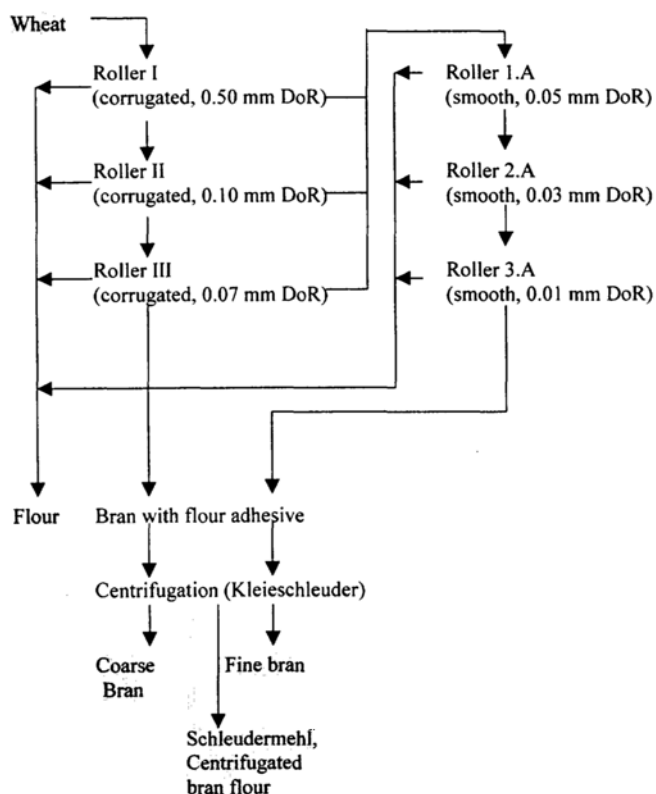 Wheat
Roller I
(corrugated, 0.50 mm DoR)
Roller II
(corrugated, 0.10 mm DoR)
Roller III
(corrugated, 0.07 mm DoR)
Roller 1.A
(smooth, 0.05 mm DoR)
Roller 2.A
(smooth, 0.03 mm DoR)
Roller 3.A
(smooth, 0.01 mm DoR)
Flour
Bran with flour adhesive
Centrifugation (Kleieschleuder)
Coarse
Bran
Fine bran
Schleudermehl,
Centrifugated
bran flour